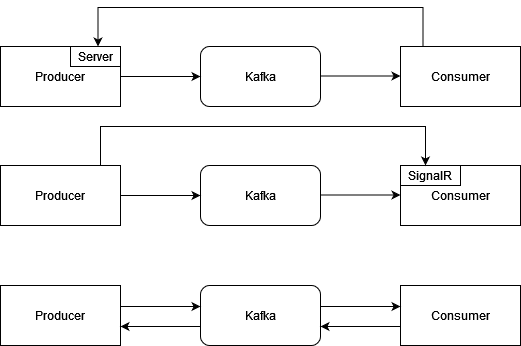 Server
Producer
Kafka
Consumer
SignalR
Producer
Kafka
Consumer
Producer
Kafka
Consumer